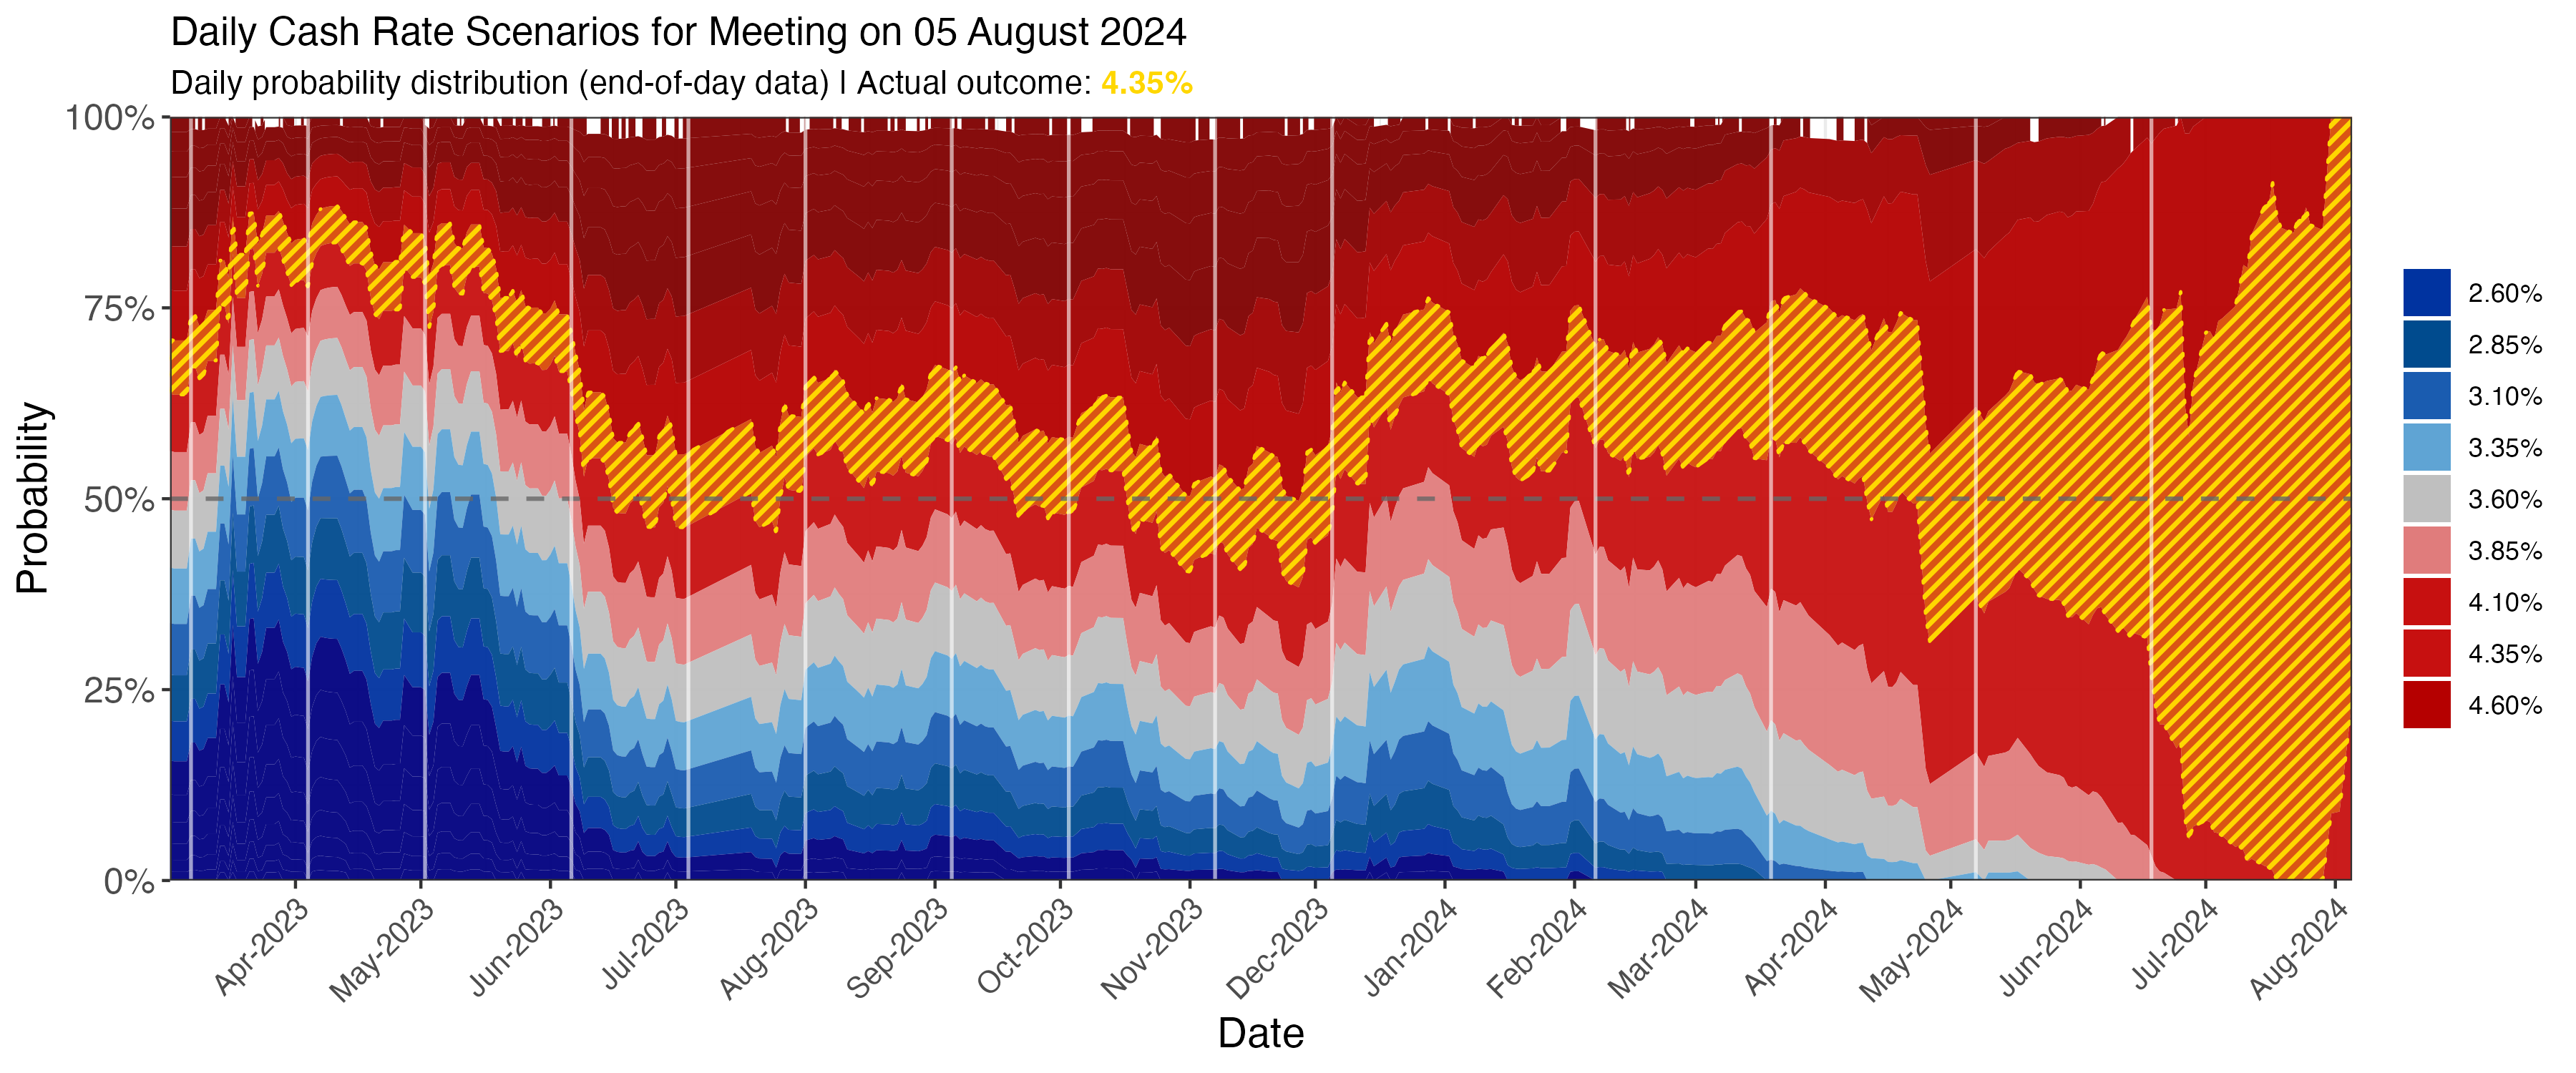 Daily Cash Rate Scenarios for Meeting on 05 August 2024
Daily probability distribution (end-of-day data) | Actual outcome: 4.35%
Probability
100%
75%
50%
25%
0%
Apr-2023
May-2023
Jun-2023
Jul-2023
Aug-2023
Sep-2023
Oct-2023
Nov-2023
Dec-2023
Jan-2024
Feb-2024
Mar-2024
Apr-2024
May-2024
Jun-2024
Jul-2024
Aug-2024
Date
2.60%
2.85%
3.10%
3.35%
3.60%
3.85%
4.10%
4.35%
4.60%